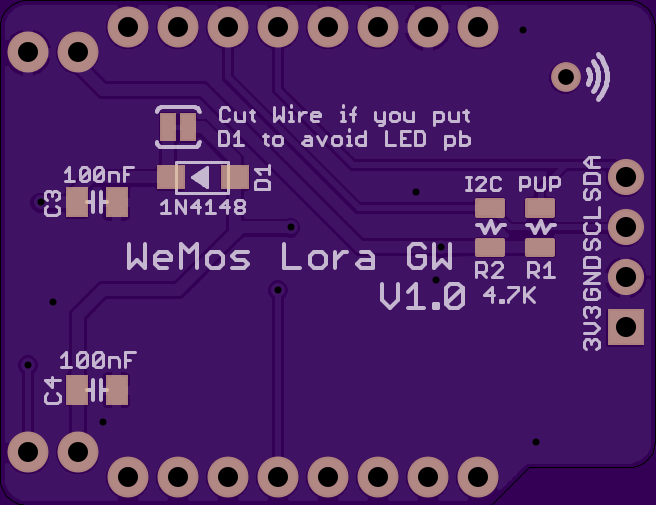 Cut Wire if you put
D1 to avoid LED pb
100nF
C3
D1
1N4148
I2C PUP
R2 R1
4.7K
SDA
SCL
GND
3V3
WeMos Lora GW
V1.0
100nF
C4